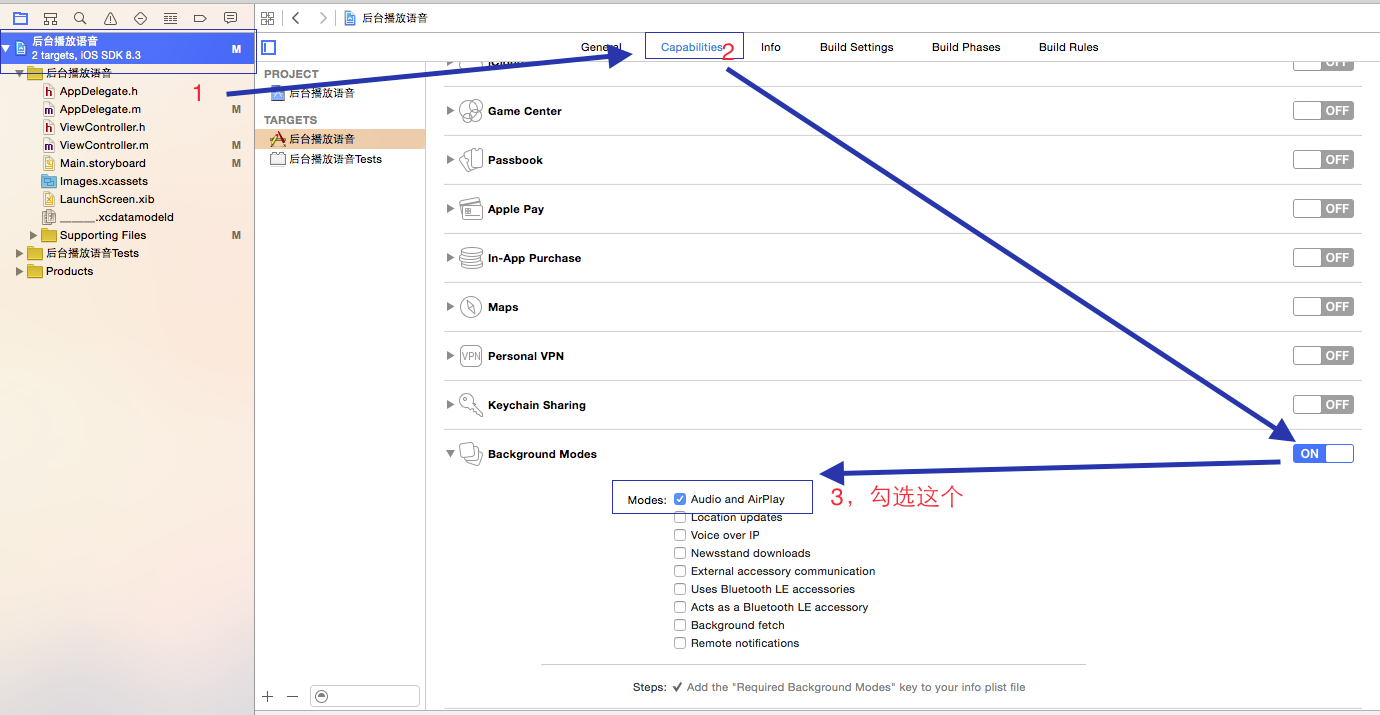 后台播放语音
后台播放语音
2 targets, iOS SDK 8.3
M
后台播放语音
AppDelegate.h
AppDelegate.m
M
ViewController.h
ViewController.m
M
Main.storyboard
M
Images.xcassets
LaunchScreen.xib
______.xcdatamodeld
Supporting Files
M
后台播放语音Tests
Products
1
General
Capabilities
2
Info
Build Settings
Build Phases
Build Rules
PROJECT
后台播放语音
TARGETS
后台播放语音
后台播放语音Tests
OFF
Game Center
OFF
Passbook
OFF
Apple Pay
OFF
In-App Purchase
OFF
Maps
OFF
VPN
Personal VPN
OFF
Keychain Sharing
OFF
Background Modes
ON
Modes:
Audio and AirPlay
3，勾选这个
Location updates
Voice over IP
Newsstand downloads
External accessory communication
Uses Bluetooth LE accessories
Acts as a Bluetooth LE accessory
Background fetch
Remote notifications
Steps: ✓ Add the "Required Background Modes" key to your info plist file